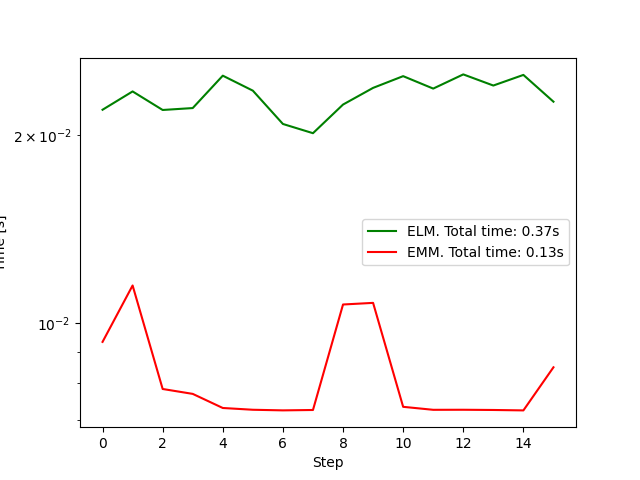 2 × 10⁻²
10⁻²
Time [s]
ELM. Total time: 0.37s
EMM. Total time: 0.13s
0 2 4 6 8 10 12 14
Step